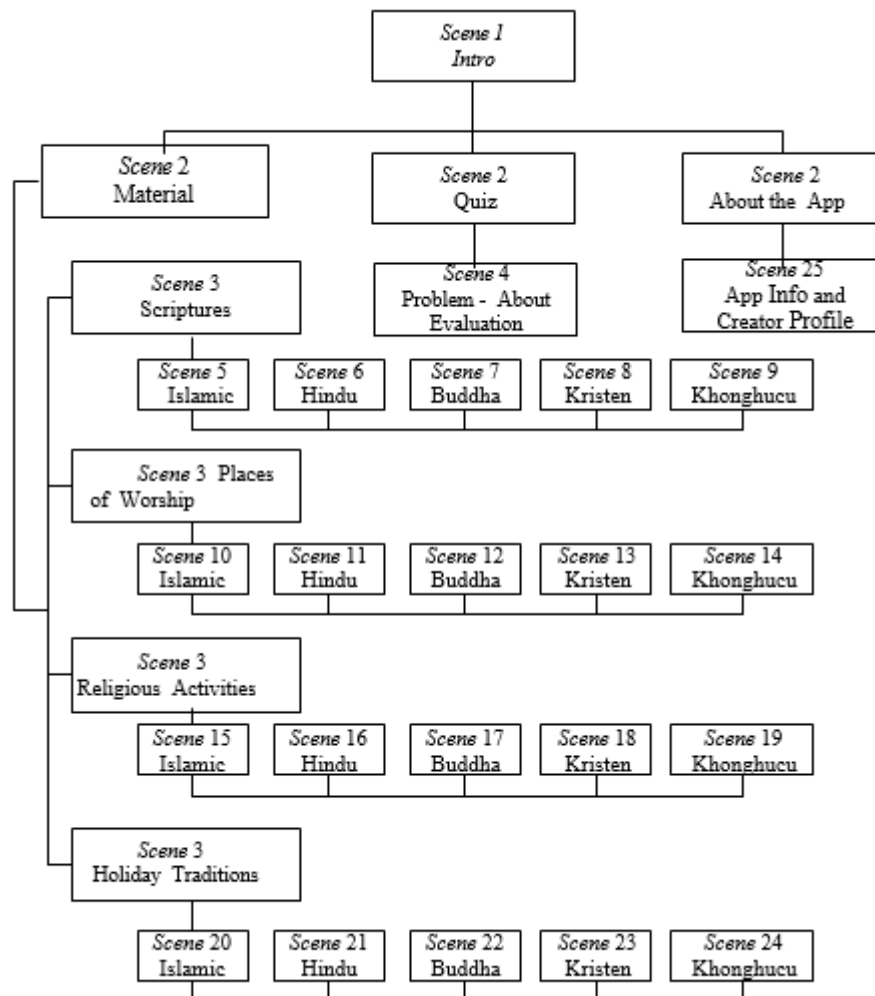 Scene 1
Intro
Scene 2
Material
Scene 2
Quiz
Scene 2
About the App
Scene 3
Scriptures
Scene 4
Problem - About
Evaluation
Scene 25
App Info and
Creator Profile
Scene 5
Islamic
Scene 6
Hindu
Scene 7
Buddha
Scene 8
Kristen
Scene 9
Khonghucu
Scene 3 Places
of Worship
Scene 10
Islamic
Scene 11
Hindu
Scene 12
Buddha
Scene 13
Kristen
Scene 14
Khonghucu
Scene 3
Religious Activities
Scene 15
Islamic
Scene 16
Hindu
Scene 17
Buddha
Scene 18
Kristen
Scene 19
Khonghucu
Scene 3
Holiday Traditions
Scene 20
Islamic
Scene 21
Hindu
Scene 22
Buddha
Scene 23
Kristen
Scene 24
Khonghucu